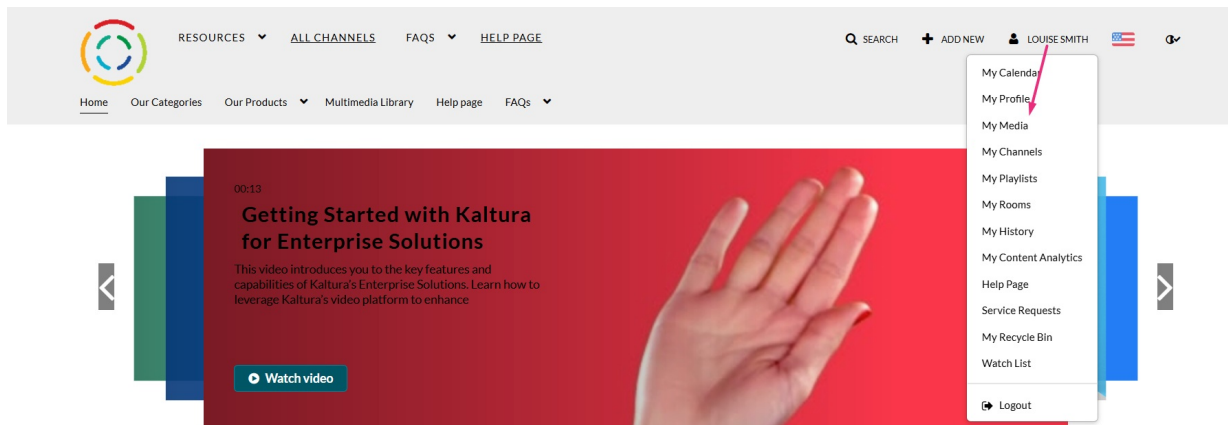 RESOURCES ALL CHANNELS FAQS HELP PAGE SEARCH ADD NEW LOUISE SMITH
Home Our Categories Our Products Multimedia Library Help page FAQs
My Calendar
My Profile
My Media
My Channels
My Playlists
My Rooms
My History
My Content Analytics
Help Page
Service Requests
My Recycle Bin
Watch List
Logout
00:13
Getting Started with Kaltura
for Enterprise Solutions
This video introduces you to the key features and
capabilities of Kaltura's Enterprise Solutions. Learn how to
leverage Kaltura's video platform to enhance
Watch video